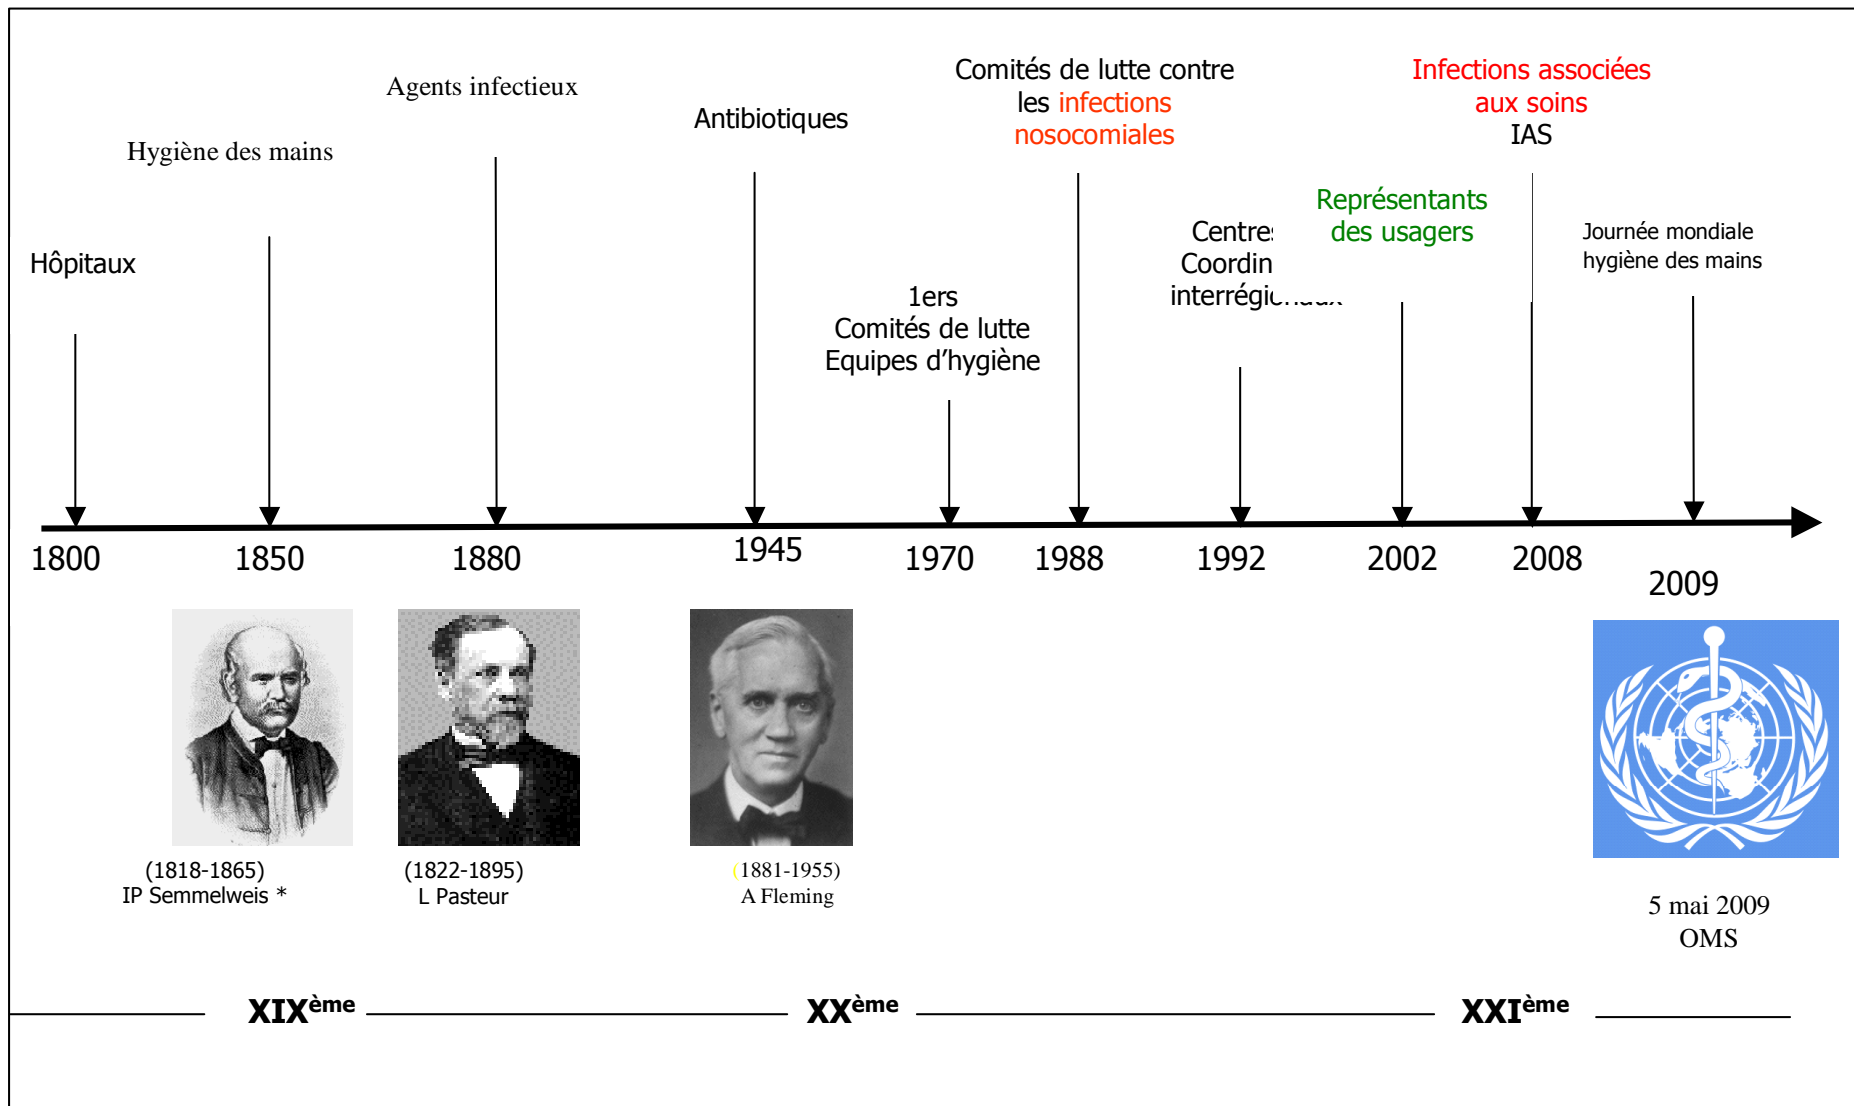 Hôpitaux
Hygiène des mains
Agents infectieux
Antibiotiques
1ers
Comités de lutte
Equipes d'hygiène
Comités de lutte contre
les infections
nosocomiales
Centres
Coordin
interrégionaux
Représentants
des usagers
Infections associées
aux soins
IAS
Journée mondiale
hygiène des mains
1800
1850
1880
1945
1970
1988
1992
2002
2008
2009
(1818-1865)
IP Semmelweis *
(1822-1895)
L Pasteur
(1881-1955)
A Fleming
5 mai 2009
OMS
XIXème
XXème
XXIème